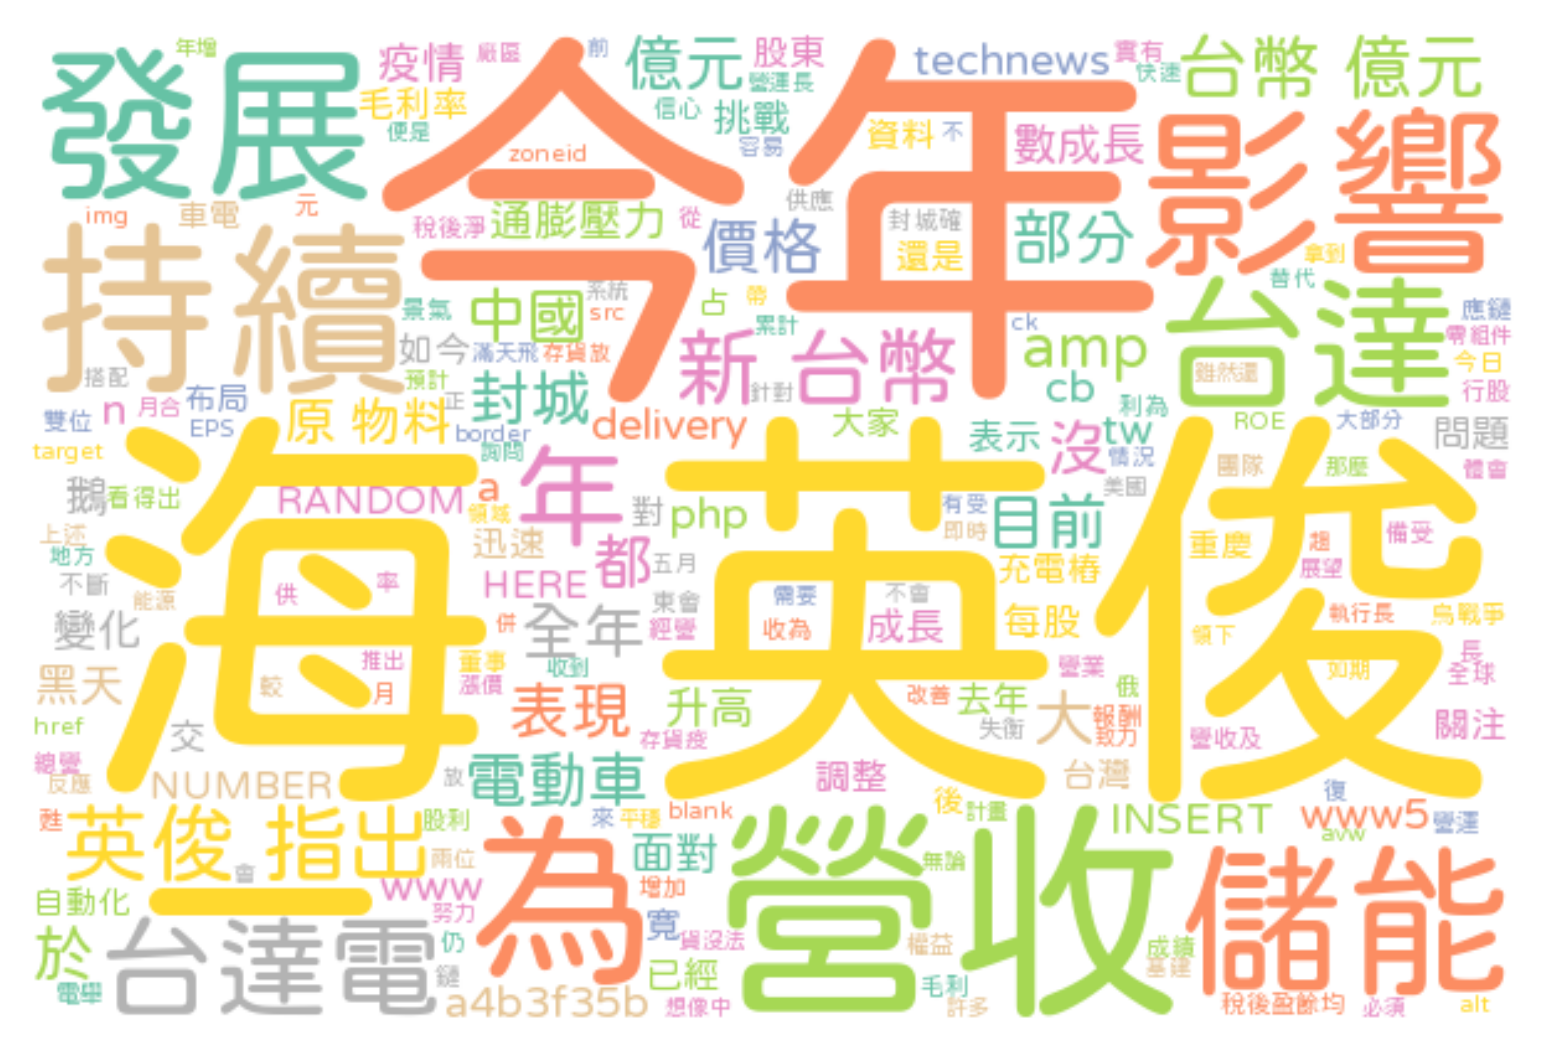 年增
疫情
廠區
前
億元
股東
technews
實有
台幣 億元
發展
今年
營運長
快速
毛利率
便是
信心
挑戰
容易
資料
不
數成長
影響
zoneid
img
車電
元
稅後淨
通膨壓力
從
供應
封城確
部分
價格
還是
拿到
替代
持續
景氣
中國
系統
src
占
帶
累計
ck
台達
應鏈
零組件
如今
滿天飛
存貨放
新 台幣
amp
今日
搭配
預計
封城
針對
cb
雖然還
行股
雙位
n
月合
布局
EPS
原 物料
正
border
delivery
大家
利為
tw
ROE
大部分
表示
沒
情況
問題
target
詢問
海英俊
年
團隊
那麼
體會
美國
鵝
看得出
RANDOM
a
領域
對
php
有受
即時
目前
上述
地方
迅速
都
五月
重慶
趨
備受
展望
不斷
能源
供
率
HERE
充電樁
需要
不會
東會
變化
併
全年
經營
收為
成長
每股
執行長
烏戰爭
領下
推出
董事
收到
營業
如期
長
全球
黑天
較
月
漲價
表現
升高
改善
去年
俄
大
報酬
致力
href
交
存貨疫
失衡
營收及
關注
總營
反應
NUMBER
放
電動車
調整
台灣
復
甦
英俊 指出
股利
來
平穩
blank
後
計畫
INSERT
www5
營運
avw
為
面對
營收
會
兩位
無論
儲能
一
www
增加
自動化
努力
寬
貨沒法
權益
成績
基建
於
台達電
仍
鏈
已經
毛利
電舉
a4b3f35b
想像中
許多
稅後盈餘均
必須
alt